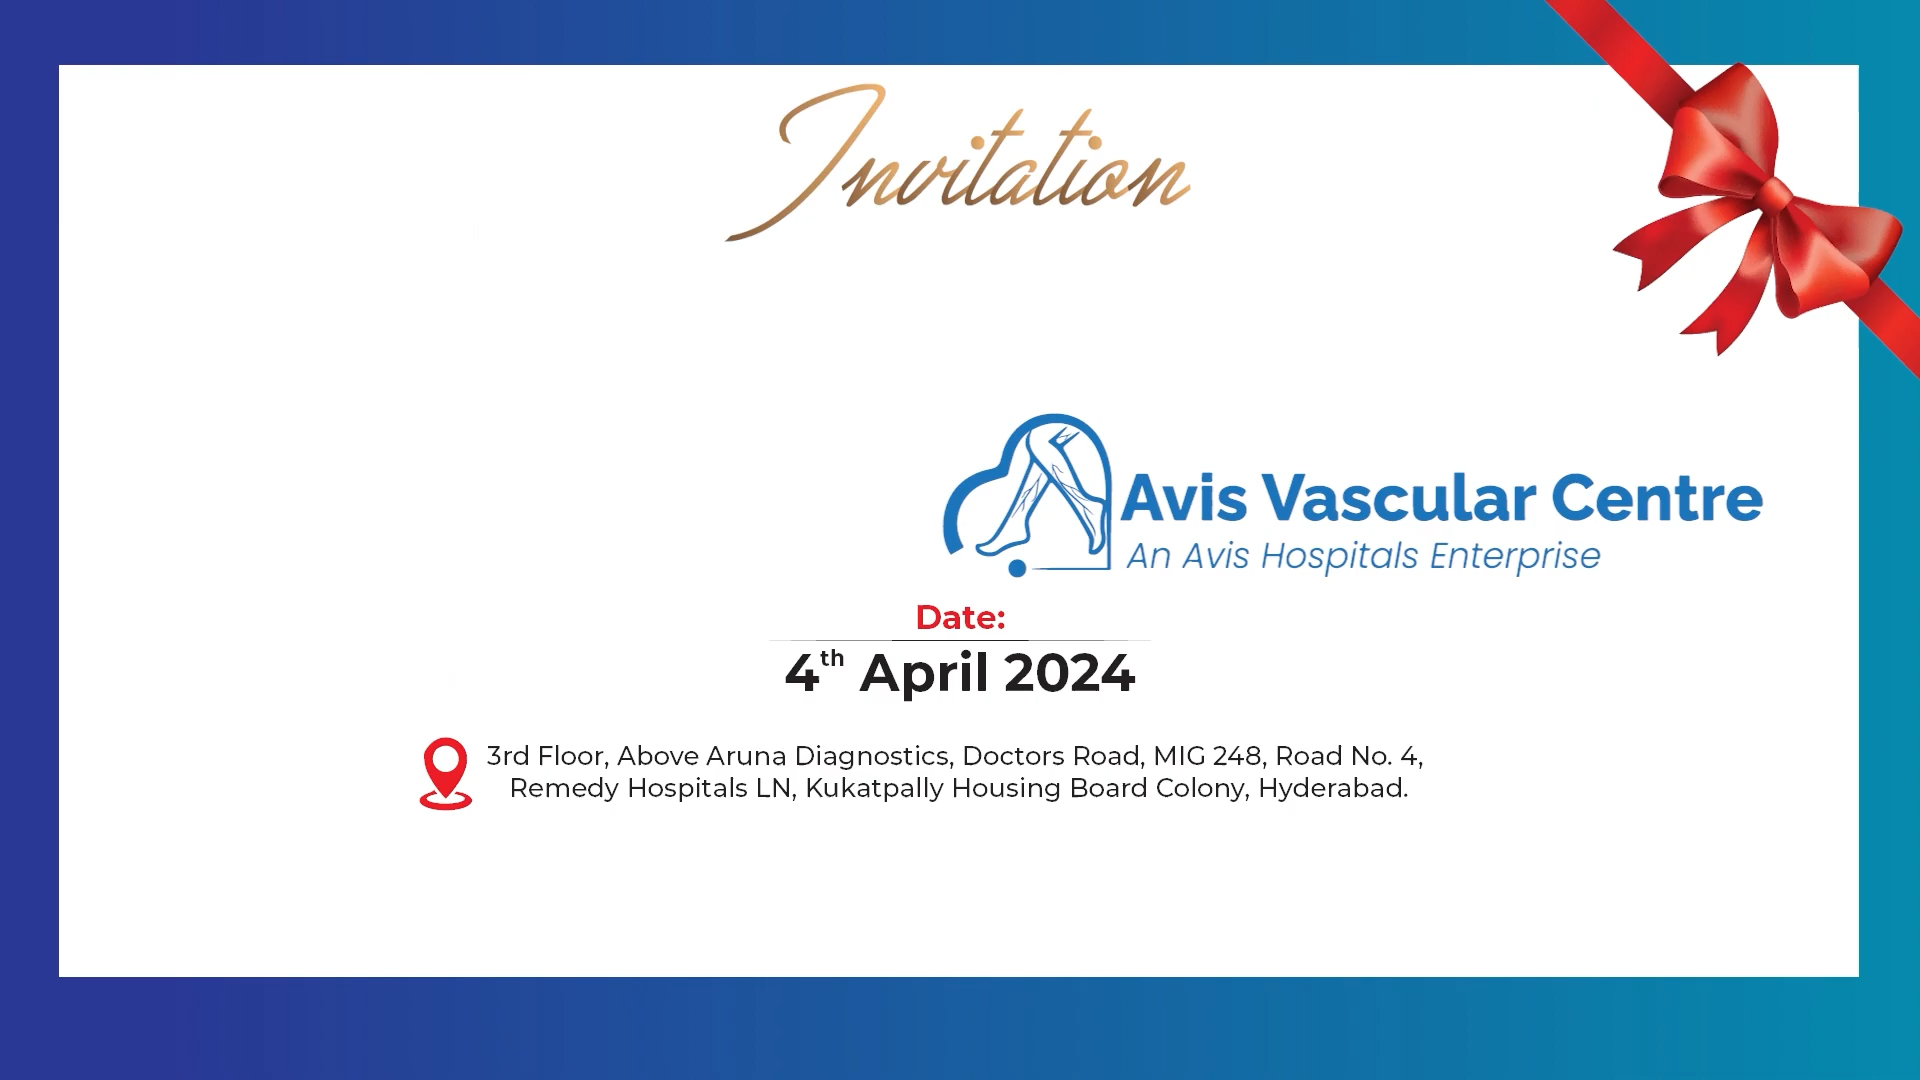 Invitation
Avis Vascular Centre
An Avis Hospitals Enterprise
Date:
4th April 2024
3rd Floor, Above Aruna Diagnostics, Doctors Road, MIG 248, Road No. 4,
Remedy Hospitals LN, Kukatpally Housing Board Colony, Hyderabad.